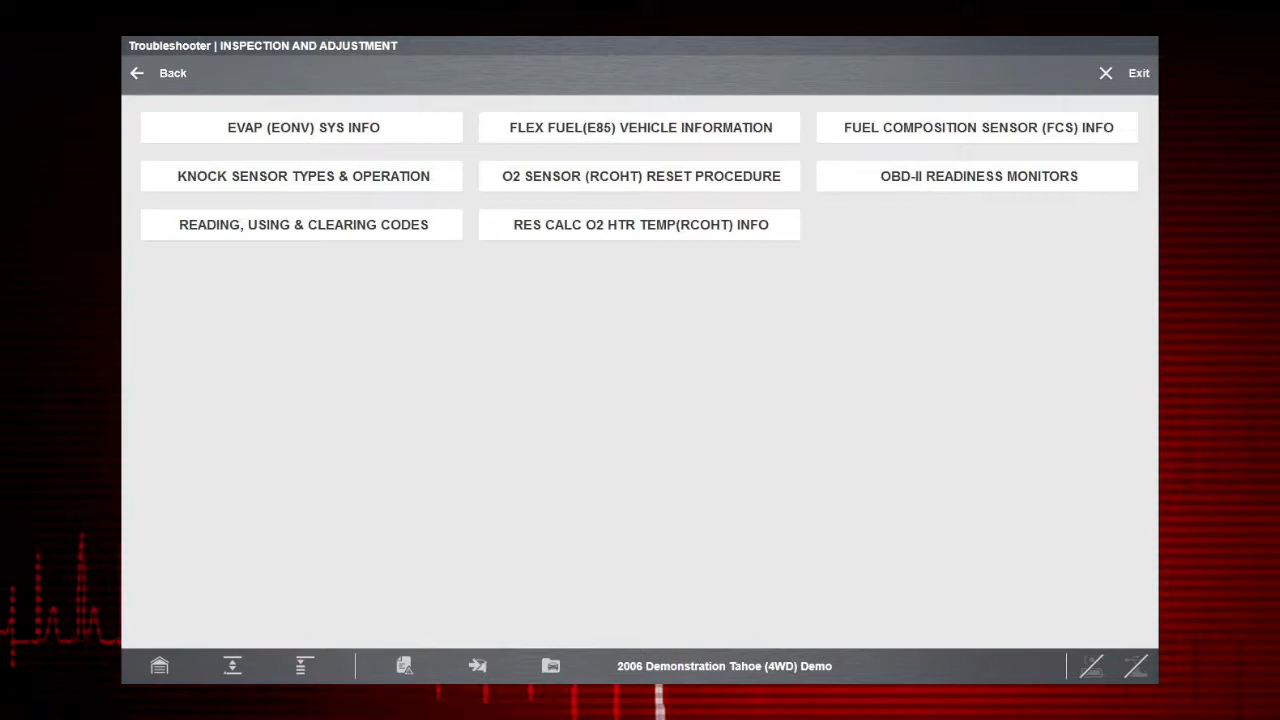 Troubleshooter | INSPECTION AND ADJUSTMENT
Back
Exit
EVAP (EONV) SYS INFO
FLEX FUEL(E85) VEHICLE INFORMATION
FUEL COMPOSITION SENSOR (FCS) INFO
KNOCK SENSOR TYPES & OPERATION
O2 SENSOR (RCOHT) RESET PROCEDURE
OBD-II READINESS MONITORS
READING, USING & CLEARING CODES
RES CALC O2 HTR TEMP(RCOHT) INFO
2006 Demonstration Tahoe (4WD) Demo